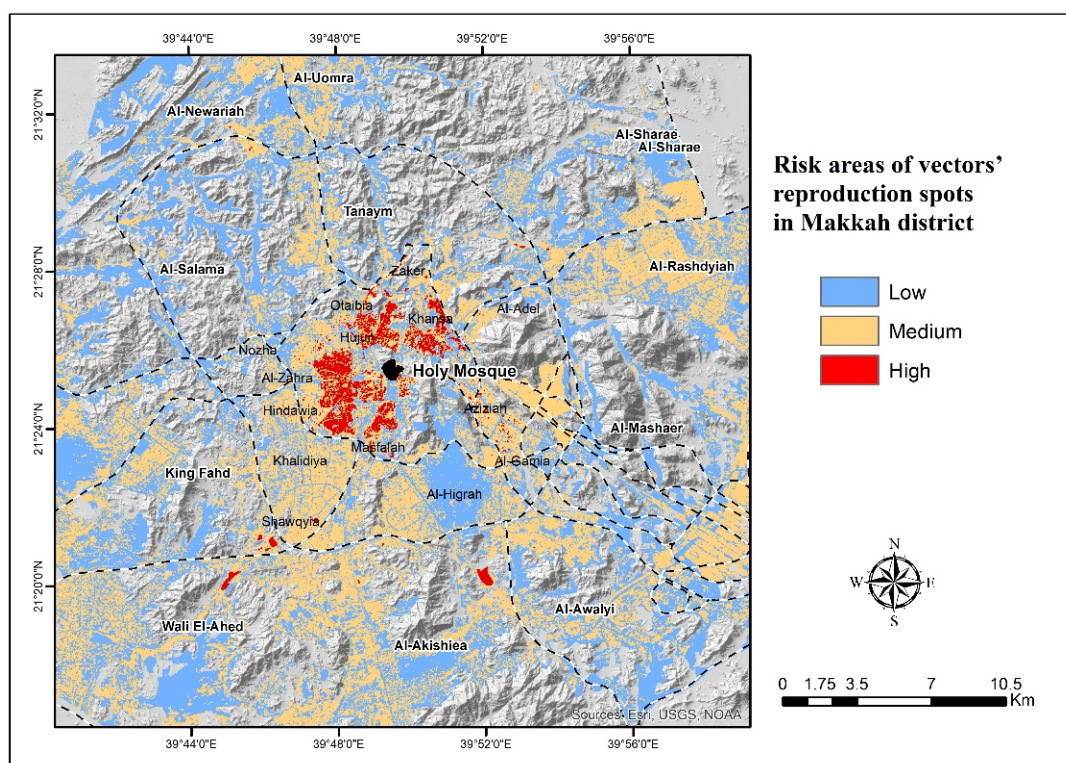 39°44'0"E 39°48'0"E 39°52'0"E 39°56'0"E
21°32'0"N
21°28'0"N
21°24'0"N
21°20'0"N
Al-Uomra
Al-Newariah
Al-Sharae
Al-Sharae
Tanaym
Al-Salama
Zaker
Al-Rashdyiah
Otaibia
Khansa
Al-Adel
Hujun
Nozha
Holy Mosque
Al-Zahra
Hindawia
Aziziah
Al-Mashaer
Masfalah
Khalidiya
Al-Gamia
King Fahd
Al-Higrah
Shawqyia
Al-Awalyi
Wali El-Ahed
Al-Akishiea
Sources: Esri, USGS, NOAA
39°44'0"E 39°48'0"E 39°52'0"E 39°56'0"E
Risk areas of vectors’
reproduction spots
in Makkah district
Low
Medium
High
N
W E
S
0 1.75 3.5 7 10.5
Km